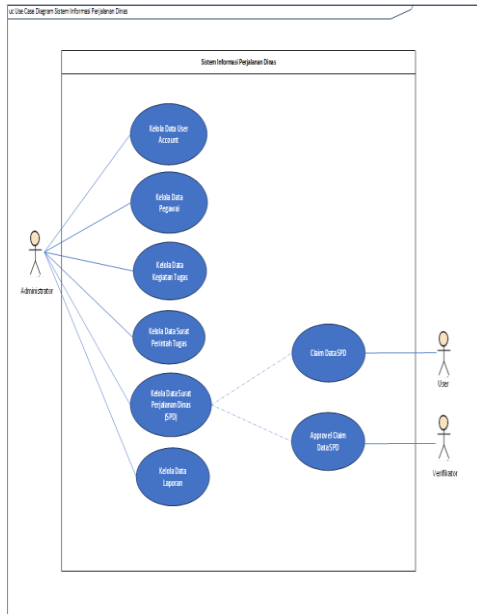 uc Use Case Diagram Sistem Informasi Perjalanan Dinas
Sistem Informasi Perjalanan Dinas
Kelola Data User
Account
Kelola Data
Pegawai
Kelola Data
Kegiatan Tugas
Administrator
Kelola Data Surat
Perintah Tugas
Claim Data SPD
User
Kelola Data Surat
Perjalanan Dinas
(SPD)
Approvel Claim
Data SPD
Verifikator
Kelola Data
Laporan